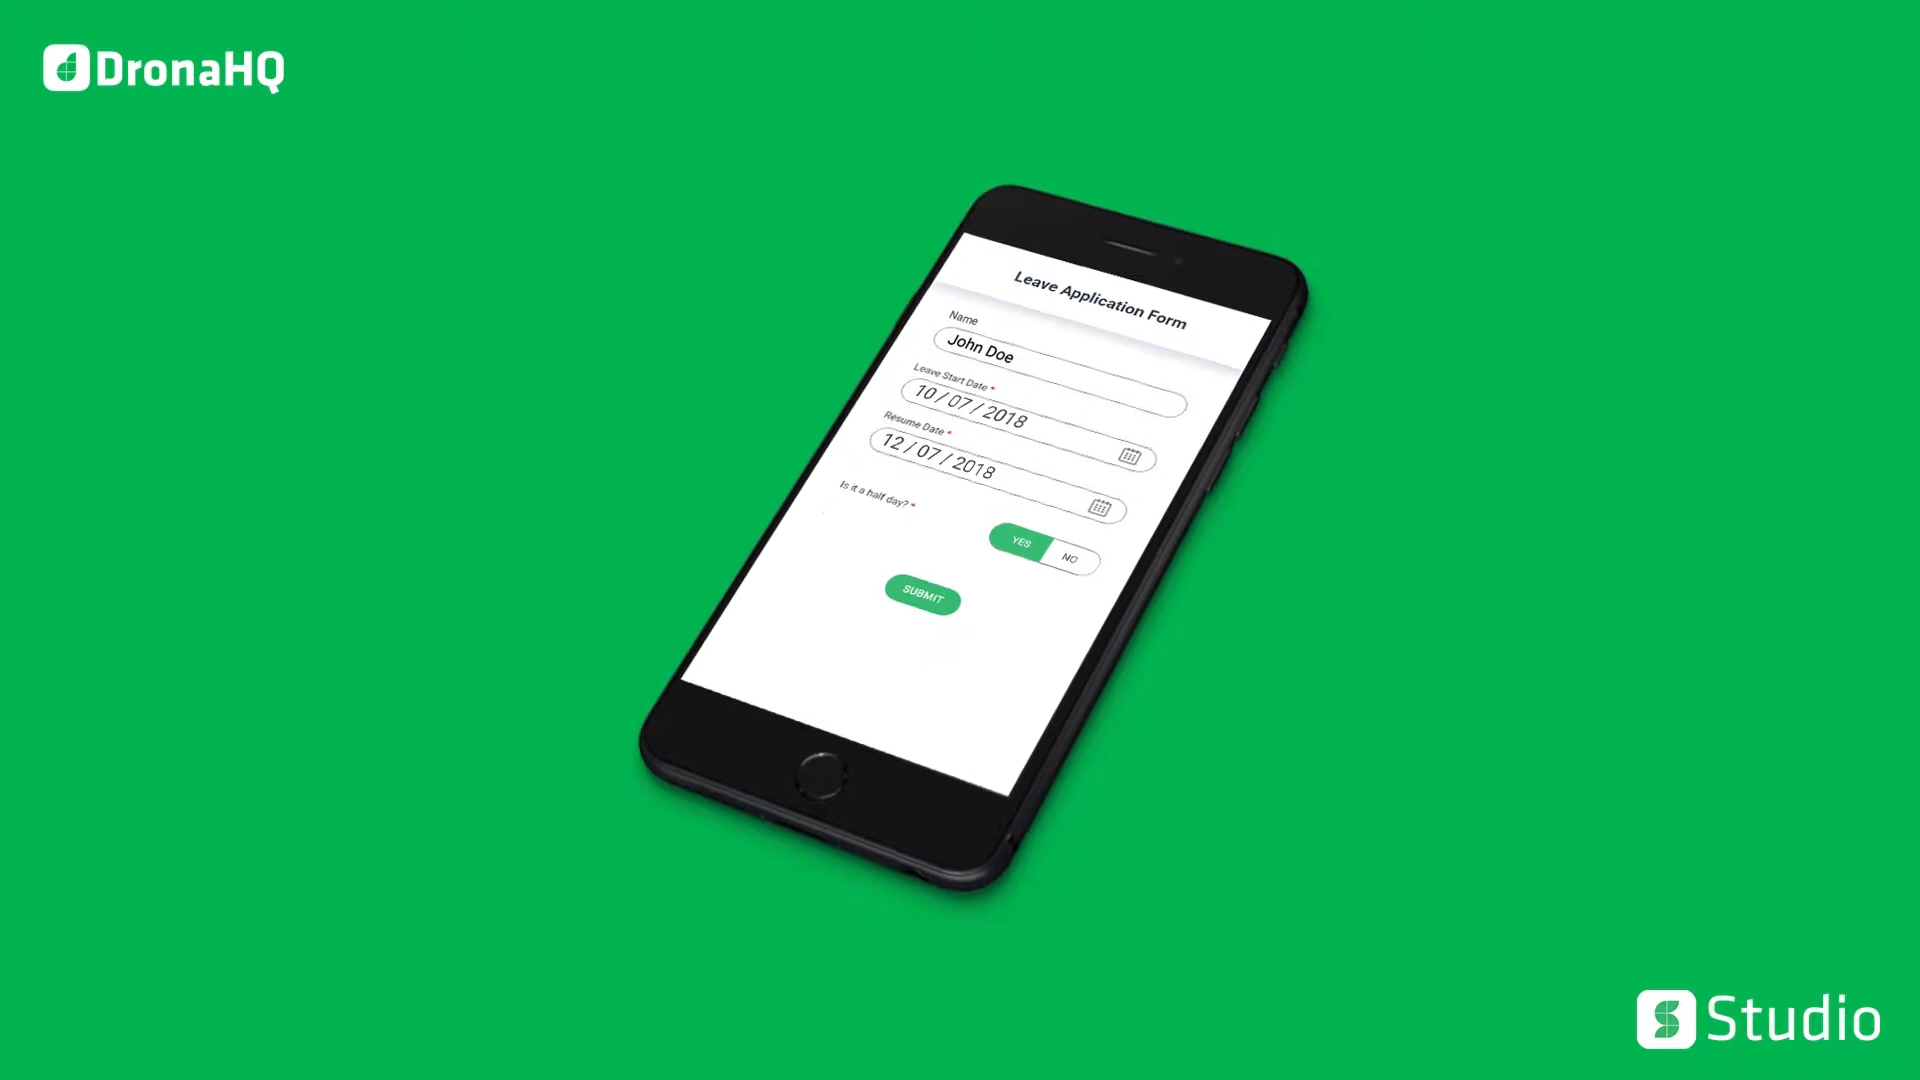 DronaHQ
Leave Application Form
Name
John Doe
Leave Start Date *
10 / 07 / 2018
Resume Date *
12 / 07 / 2018
Is it a half day? *
YES NO
SUBMIT
Studio